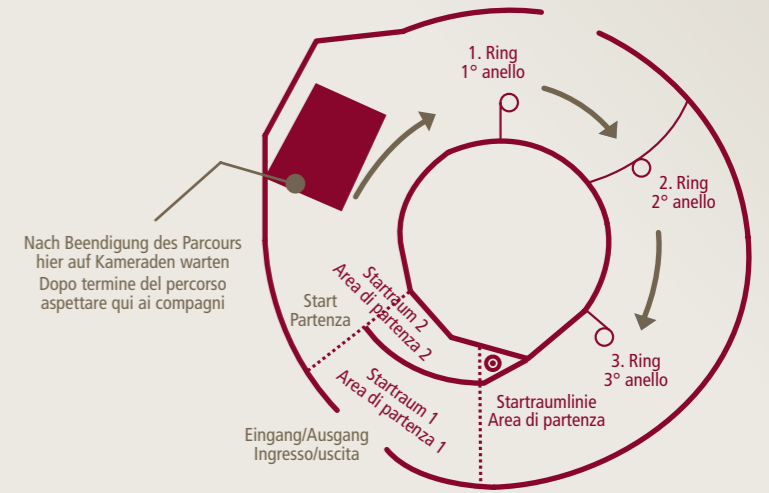 1. Ring
1° anello
2. Ring
2° anello
Nach Beendigung des Parcours
hier auf Kameraden warten
Dopo termine del percorso
aspettare qui ai compagni
Start
Partenza
Startraum 2
Area di partenza 2
3. Ring
3° anello
Startraum 1
Area di partenza 1
Startraumlinie
Area di partenza
Eingang/Ausgang
Ingresso/uscita